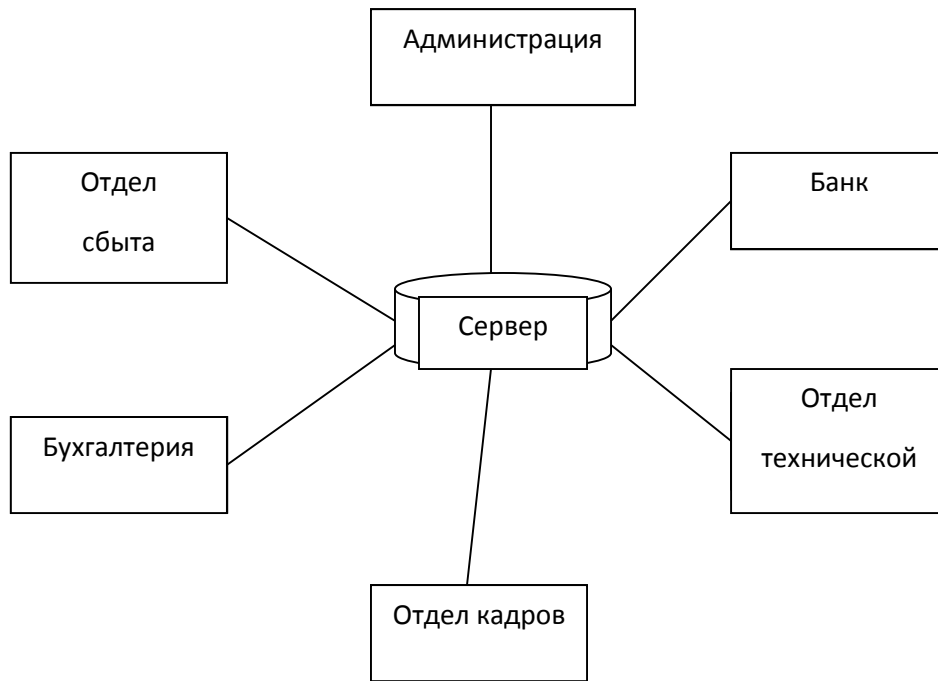 Администрация
Отдел
сбыта
Банк
Сервер
Бухгалтерия
Отдел
технической
Отдел кадров